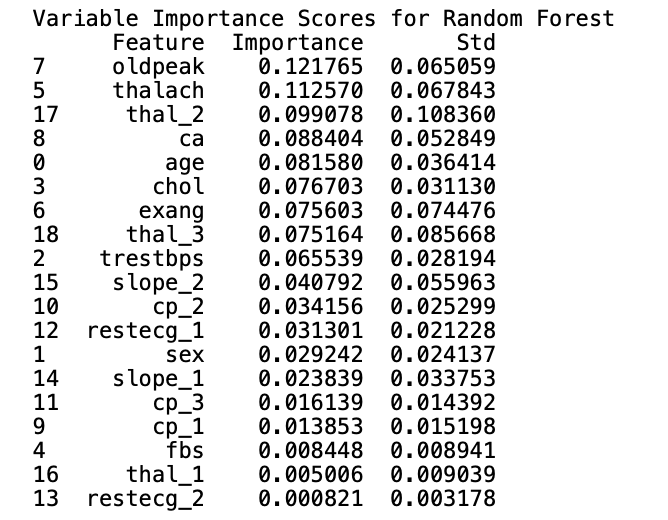 Variable Importance Scores for Random Forest
Feature Importance Std
7 oldpeak 0.121765 0.065059
5 thalach 0.112570 0.067843
17 thal_2 0.099078 0.108360
8 ca 0.088404 0.052849
0 age 0.081580 0.036414
3 chol 0.076703 0.031130
6 exang 0.075603 0.074476
18 thal_3 0.075164 0.085668
2 trestbps 0.065539 0.028194
15 slope_2 0.040792 0.055963
10 cp_2 0.034156 0.025299
12 restecg_1 0.031301 0.021228
1 sex 0.029242 0.024137
14 slope_1 0.023839 0.033753
11 cp_3 0.016139 0.014392
9 cp_1 0.013853 0.015198
4 fbs 0.008448 0.008941
16 thal_1 0.005006 0.009039
13 restecg_2 0.000821 0.003178